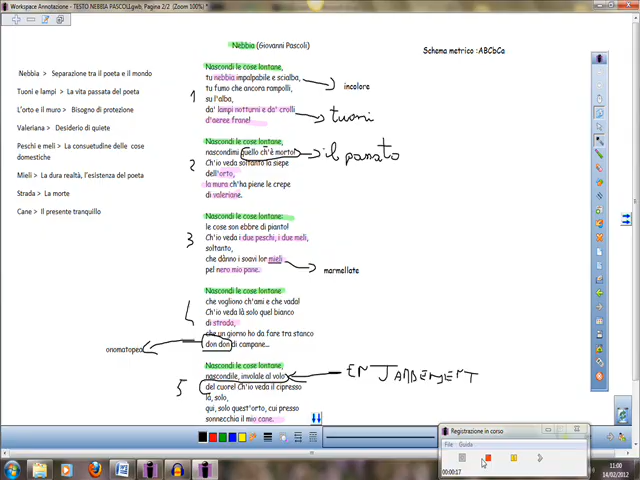 Workspace Annotazione - TESTO NEBBIA PASCOLI.gwb, Pagina 2/2 (Zoom 100%) *
Nebbia (Giovanni Pascoli)
Schema metrico :ABCbCa
Nebbia > Separazione tra il poeta e il mondo
Tuoni e lampi > La vita passata del poeta
L'orto e il muro > Bisogno di protezione
Valeriana > Desiderio di quiete
Peschi e meli > La consuetudine delle cose
domestiche
Mieli > La dura realtà, l'esistenza del poeta
Strada > La morte
Cane > Il presente tranquillo
1
Nascondi le cose lontane,
tu nebbia impalpabile e scialba,
tu fumo che ancora rampolli,
su l'alba,
da' lampi notturni e da' crolli
d'aeree frane!
incolore
tuoni
2
Nascondi le cose lontane,
nascondimi quello ch'è morto!
Ch'io veda soltanto la siepe
dell'orto,
la mura ch'ha piene le crepe
di valeriane.
il passato
3
Nascondi le cose lontane:
le cose son ebbre di pianto!
Ch'io veda i due peschi, i due meli,
soltanto,
che dànno i soavi lor mieli
pel nero mio pane.
marmellate
4
Nascondi le cose lontane
che vogliono ch'ami e che vada!
Ch'io veda là solo quel bianco
di strada,
che un giorno ho da fare tra stanco
don don di campane...
onomatopea
5
Nascondi le cose lontane,
nascondile, involale al volo
del cuore! Ch'io veda il cipresso
là, solo,
qui, solo quest'orto, cui presso
sonnecchia il mio cane.
ENJAMBEMENT
Registrazione in corso
File Guida
00:00:17
11:00
14/02/2012